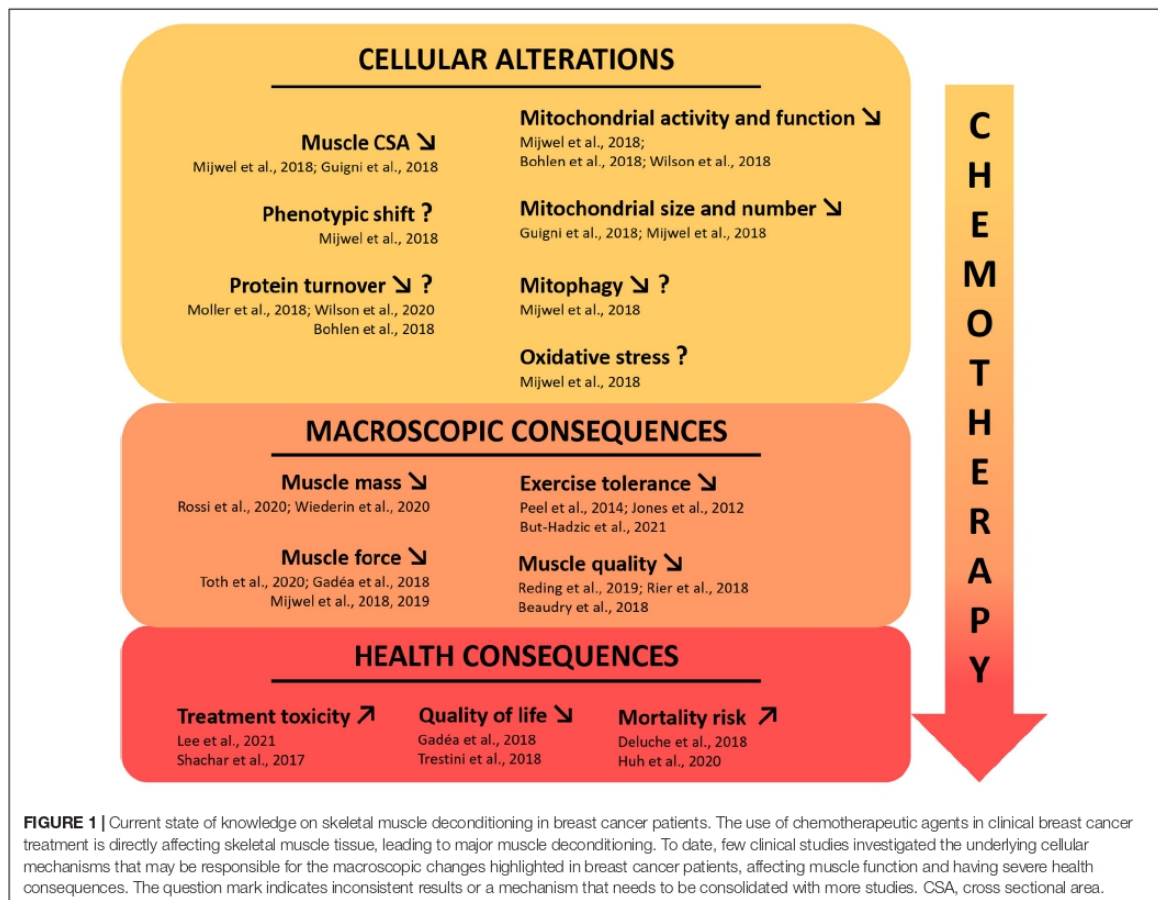 CELLULAR ALTERATIONS
Muscle CSA ↘
Mijwel et al., 2018; Guigni et al., 2018
Phenotypic shift ?
Mijwel et al., 2018
Protein turnover ↘ ?
Moller et al., 2018; Wilson et al., 2020
Bohlen et al., 2018
Mitochondrial activity and function ↘
Mijwel et al., 2018;
Bohlen et al., 2018; Wilson et al., 2018
Mitochondrial size and number ↘
Guigni et al., 2018; Mijwel et al., 2018
Mitophagy ↘ ?
Mijwel et al., 2018
Oxidative stress ?
Mijwel et al., 2018
MACROSCOPIC CONSEQUENCES
Muscle mass ↘
Rossi et al., 2020; Wiederin et al., 2020
Muscle force ↘
Toth et al., 2020; Gadéa et al., 2018
Mijwel et al., 2018, 2019
Exercise tolerance ↘
Peel et al., 2014; Jones et al., 2012
But-Hadzic et al., 2021
Muscle quality ↘
Reding et al., 2019; Rier et al., 2018
Beaudry et al., 2018
HEALTH CONSEQUENCES
Treatment toxicity ↗
Lee et al., 2021
Shachar et al., 2017
Quality of life ↘
Gadéa et al., 2018
Trestini et al., 2018
Mortality risk ↗
Deluche et al., 2018
Huh et al., 2020
CHEMOTHERAPY
FIGURE 1 | Current state of knowledge on skeletal muscle deconditioning in breast cancer patients. The use of chemotherapeutic agents in clinical breast cancer
treatment is directly affecting skeletal muscle tissue, leading to major muscle deconditioning. To date, few clinical studies investigated the underlying cellular
mechanisms that may be responsible for the macroscopic changes highlighted in breast cancer patients, affecting muscle function and having severe health
consequences. The question mark indicates inconsistent results or a mechanism that needs to be consolidated with more studies. CSA, cross sectional area.